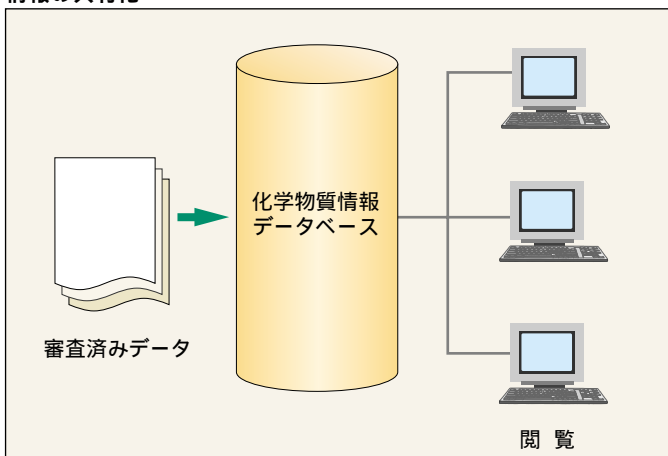 化学物質情報
データベース
審査済みデータ
閲 覧